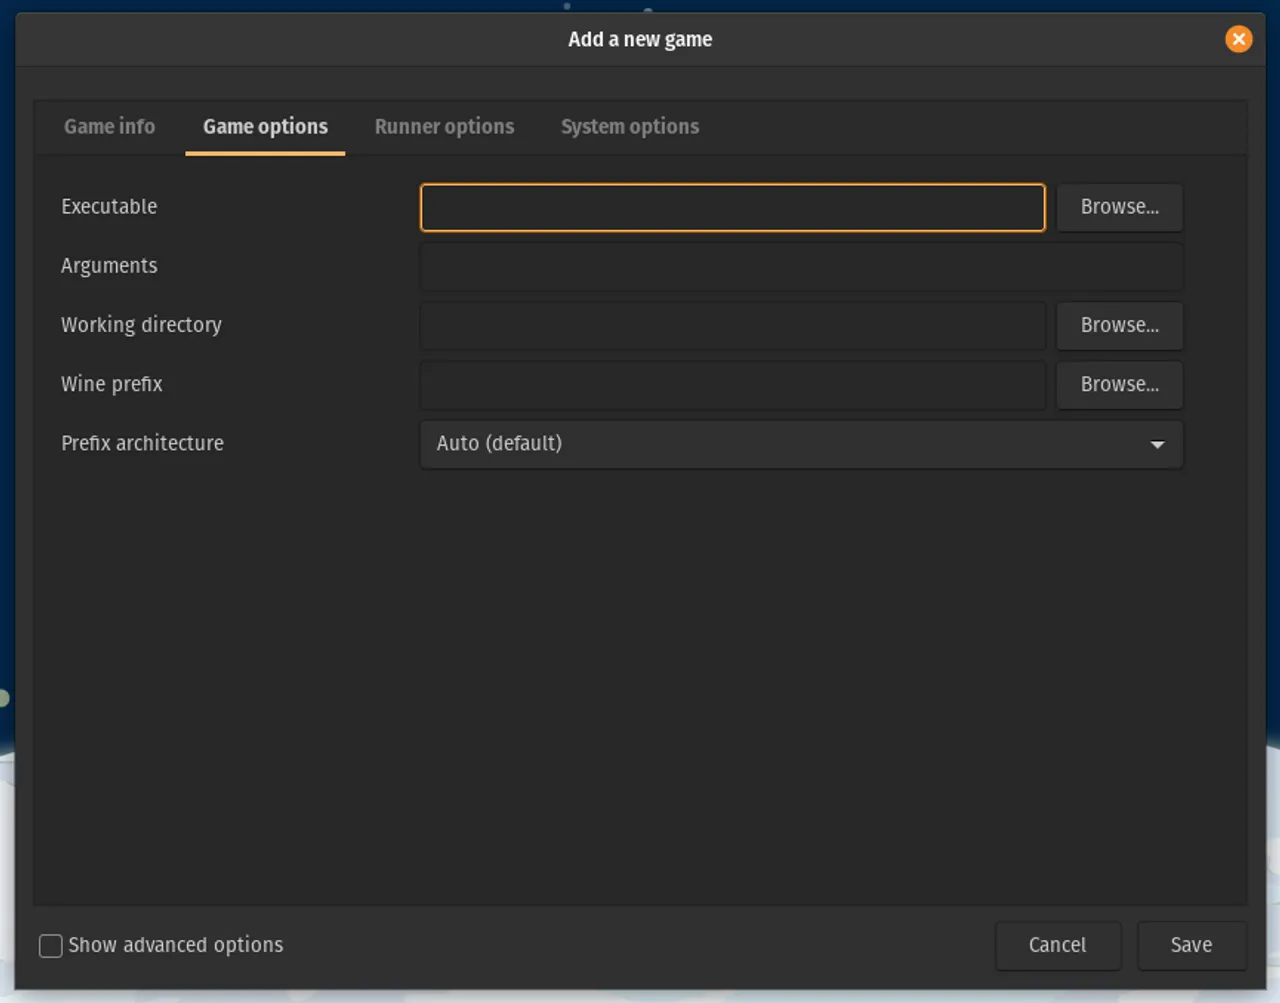 Add a new game
Game info Game options Runner options System options
Executable Browse...
Arguments
Working directory Browse...
Wine prefix Browse...
Prefix architecture Auto (default)
Show advanced options Cancel Save